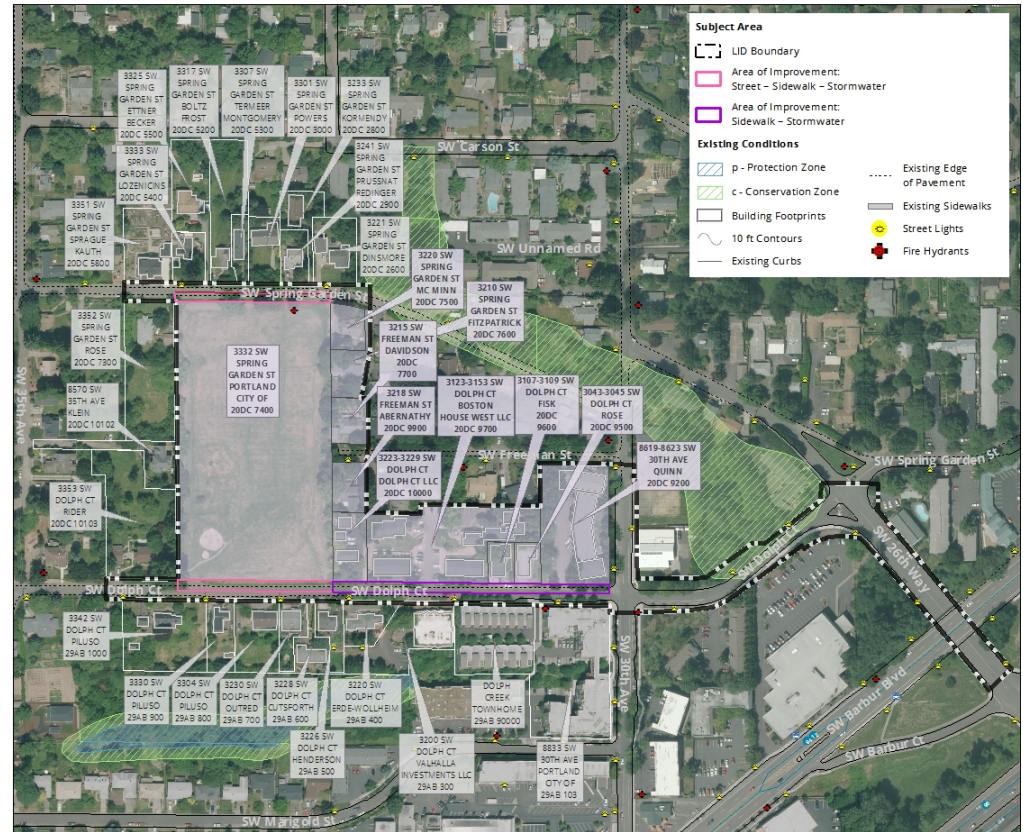 Subject Area
LID Boundary
Area of Improvement:
Street – Sidewalk – Stormwater
Area of Improvement:
Sidewalk – Stormwater
Existing Conditions
p - Protection Zone
c - Conservation Zone
Building Footprints
10 ft Contours
Existing Curbs
Existing Edge
of Pavement
Existing Sidewalks
Street Lights
Fire Hydrants
3325 SW
SPRING
GARDEN ST
ETTNER
BECKER
20DC 5500
3317 SW
SPRING
GARDEN ST
BOLTZ
FROST
20DC 5200
3307 SW
SPRING
GARDEN ST
TERMEER
MONTGOMERY
20DC 5300
3301 SW
SPRING
GARDEN ST
POWERS
20DC 3000
3233 SW
SPRING
GARDEN ST
KORMENDY
20DC 2800
3333 SW
SPRING
GARDEN ST
LOZENICINS
20DC 5400
3241 SW
SPRING
GARDEN ST
PRUSSNAT
REDINGER
20DC 2900
SW Carson St
3351 SW
SPRING
GARDEN ST
SPRAGUE
KAUTH
20DC 5800
3221 SW
SPRING
GARDEN ST
DINSMORE
20DC 2600
SW Unnamed Rd
3220 SW
SPRING
GARDEN ST
MC MINN
20DC 7500
3210 SW
SPRING
GARDEN ST
FITZPATRICK
20DC 7600
SW Spring Garden St
3352 SW
SPRING
GARDEN ST
ROSE
20DC 7300
3332 SW
SPRING
GARDEN ST
PORTLAND
CITY OF
20DC 7400
3215 SW
FREEMAN ST
DAVIDSON
20DC
7700
3218 SW
FREEMAN ST
ABERNATHY
20DC 9900
3123-3153 SW
DOLPH CT
BOSTON
HOUSE WEST LLC
20DC 9700
3107-3109 SW
DOLPH CT
FISK
20DC
9600
3043-3045 SW
DOLPH CT
ROSE
20DC 9500
SW 35th Ave
8570 SW
35TH AVE
KLEIN
20DC 10102
3223-3229 SW
DOLPH CT
DOLPH CT LLC
20DC 10000
SW Freeman St
8619-8623 SW
30TH AVE
QUINN
20DC 9200
SW Spring Garden St
3353 SW
DOLPH CT
RIDER
20DC 10103
SW Dolph Ct
SW 26th Way
SW Dolph Ct
SW Dolph Ct
3342 SW
DOLPH CT
PILUSO
29AB 1000
SW 30th Ave
3330 SW
DOLPH CT
PILUSO
29AB 900
3304 SW
DOLPH CT
PILUSO
29AB 800
3230 SW
DOLPH CT
OUTRED
29AB 700
3228 SW
DOLPH CT
CUTSFORTH
29AB 600
3220 SW
DOLPH CT
ERDE-WOLLHEIM
29AB 400
DOLPH
CREEK
TOWNHOME
29AB 90000
SW Barbur Blvd
3226 SW
DOLPH CT
HENDERSON
29AB 500
3200 SW
DOLPH CT
VALHALLA
INVESTMENTS LLC
29AB 300
8833 SW
30TH AVE
PORTLAND
CITY OF
29AB 103
SW Barbur Ct
SW Marigold St